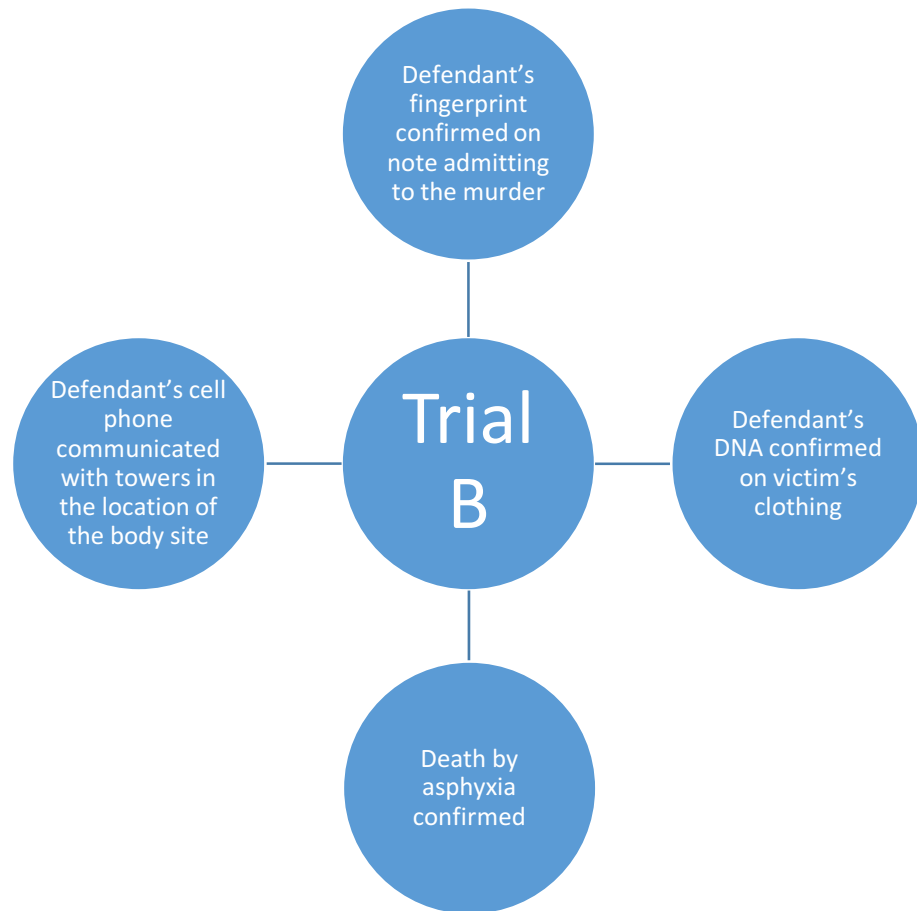 Defendant’s
fingerprint
confirmed on
note admitting
to the murder
Defendant’s cell
phone
communicated
with towers in
the location of
the body site
Trial
B
Defendant’s
DNA confirmed
on victim’s
clothing
Death by
asphyxia
confirmed